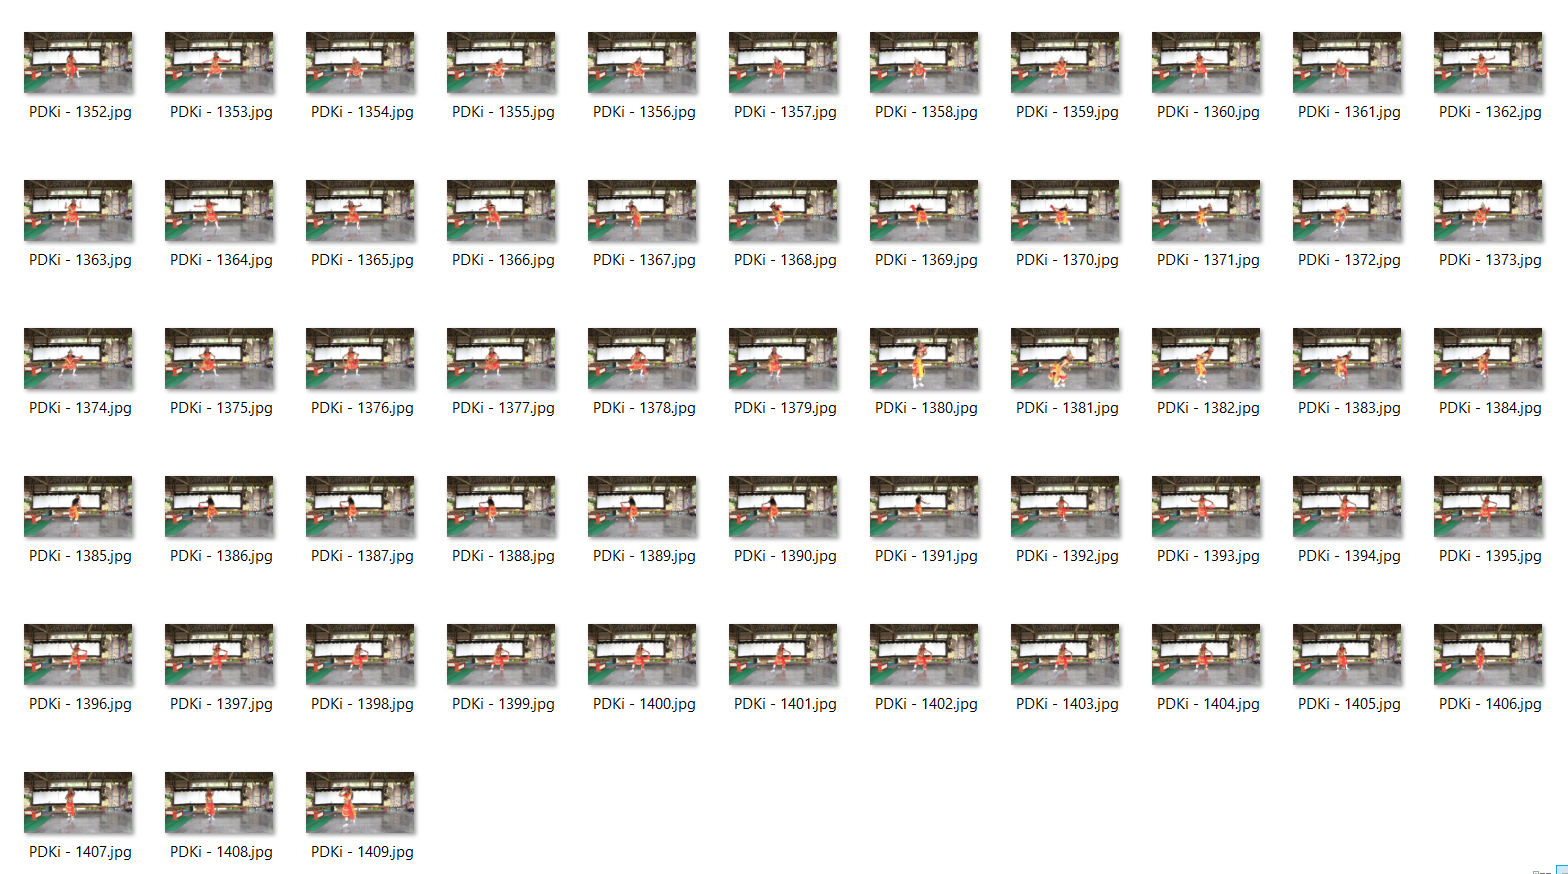 PDKi - 1352.jpg PDKi - 1353.jpg PDKi - 1354.jpg PDKi - 1355.jpg PDKi - 1356.jpg PDKi - 1357.jpg PDKi - 1358.jpg PDKi - 1359.jpg PDKi - 1360.jpg PDKi - 1361.jpg PDKi - 1362.jpg
PDKi - 1363.jpg PDKi - 1364.jpg PDKi - 1365.jpg PDKi - 1366.jpg PDKi - 1367.jpg PDKi - 1368.jpg PDKi - 1369.jpg PDKi - 1370.jpg PDKi - 1371.jpg PDKi - 1372.jpg PDKi - 1373.jpg
PDKi - 1374.jpg PDKi - 1375.jpg PDKi - 1376.jpg PDKi - 1377.jpg PDKi - 1378.jpg PDKi - 1379.jpg PDKi - 1380.jpg PDKi - 1381.jpg PDKi - 1382.jpg PDKi - 1383.jpg PDKi - 1384.jpg
PDKi - 1385.jpg PDKi - 1386.jpg PDKi - 1387.jpg PDKi - 1388.jpg PDKi - 1389.jpg PDKi - 1390.jpg PDKi - 1391.jpg PDKi - 1392.jpg PDKi - 1393.jpg PDKi - 1394.jpg PDKi - 1395.jpg
PDKi - 1396.jpg PDKi - 1397.jpg PDKi - 1398.jpg PDKi - 1399.jpg PDKi - 1400.jpg PDKi - 1401.jpg PDKi - 1402.jpg PDKi - 1403.jpg PDKi - 1404.jpg PDKi - 1405.jpg PDKi - 1406.jpg
PDKi - 1407.jpg PDKi - 1408.jpg PDKi - 1409.jpg